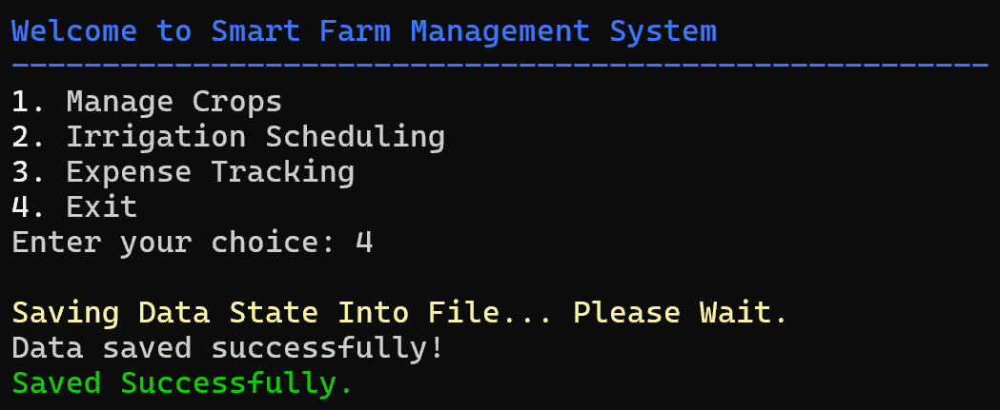 Welcome to Smart Farm Management System
------------------------------------------------------
1. Manage Crops
2. Irrigation Scheduling
3. Expense Tracking
4. Exit
Enter your choice: 4
Saving Data State Into File... Please Wait.
Data saved successfully!
Saved Successfully.